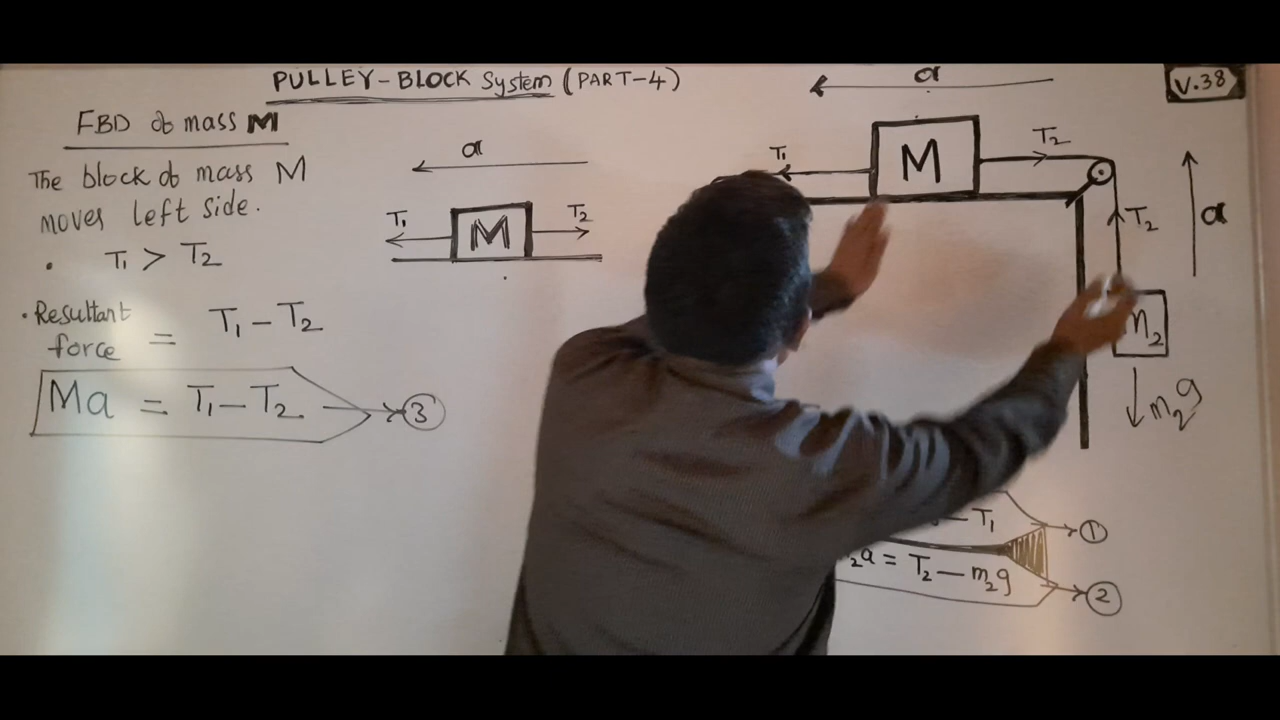 PULLEY-BLOCK System (PART-4)
V.38
FBD of mass M
The block of mass M
moves left side.
. T₁ > T₂
. Resultant force = T₁ - T₂
Ma = T₁ - T₂ → ③
a
T₁ M T₂
a
T₁ M T₂
T₂
a
m₂
m₂g
- T₁ → ①
₂a = T₂ - m₂g → ②